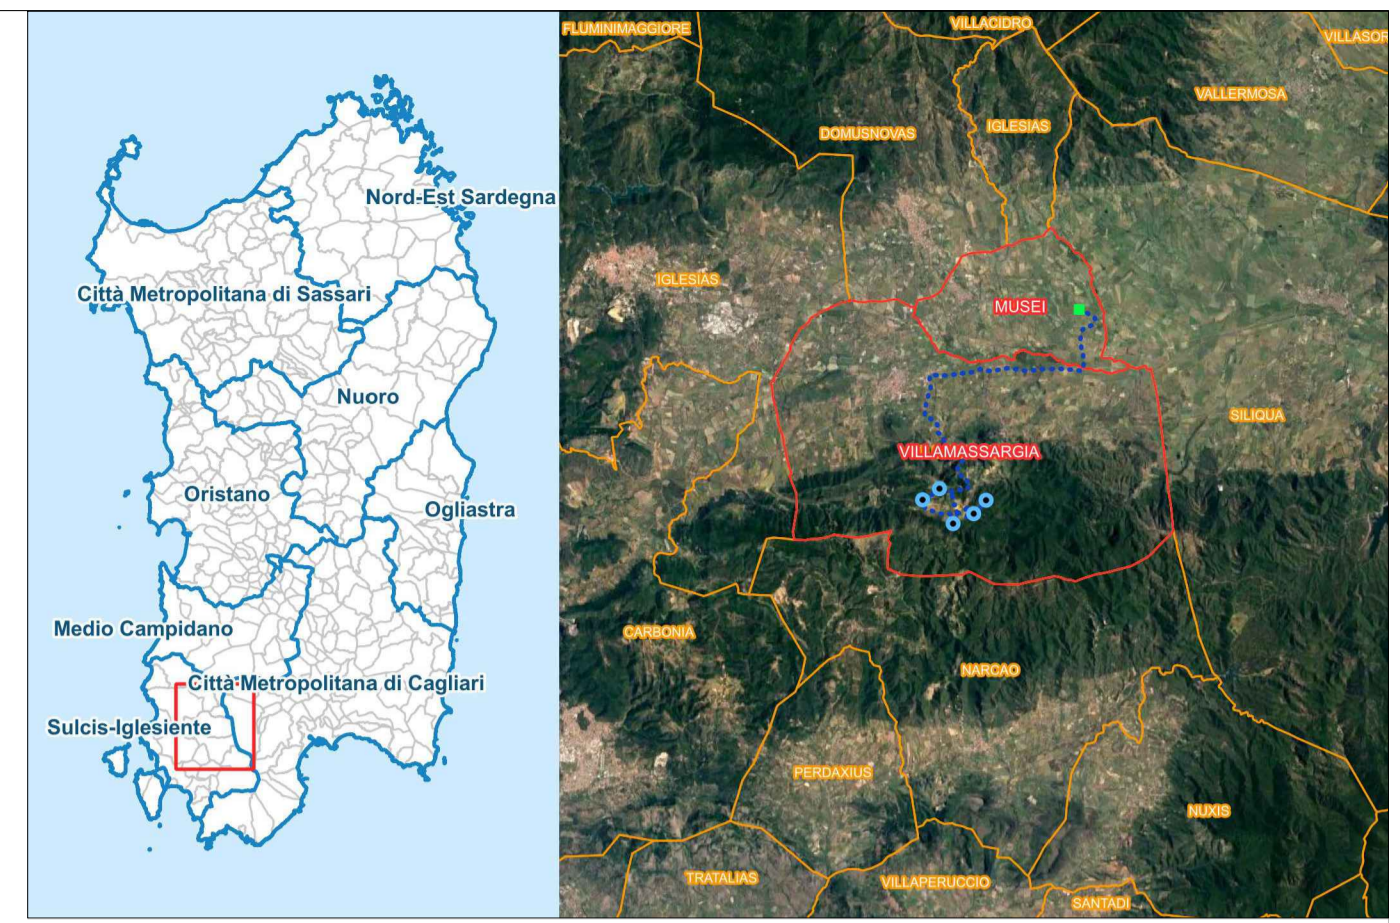 Nord-Est Sardegna
Città Metropolitana di Sassari
Nuoro
Oristano
Ogliastra
Medio Campidano
Città Metropolitana di Cagliari
Sulcis-Iglesiente
FLUMINIMAGGIORE
VILLACIDRO
VILLASOR
VALLERMOSA
DOMUSNOVAS
IGLESIAS
IGLESIAS
MUSEI
SILIQUA
VILLAMASSARGIA
CARBONIA
NARCAO
PERDAXIUS
NUXIS
TRATALIAS
VILLAPERUCCIO
SANTADI